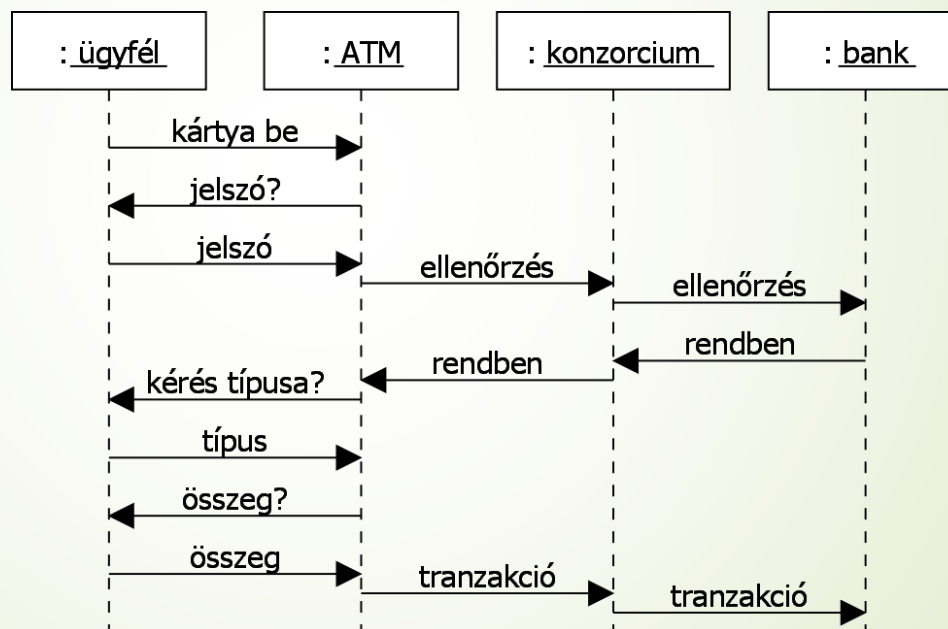 : ügyfél
: ATM
: konzorcium
: bank
kártya be
jelszó?
jelszó
ellenőrzés
ellenőrzés
rendben
rendben
kérés típusa?
típus
összeg?
összeg
tranzakció
tranzakció